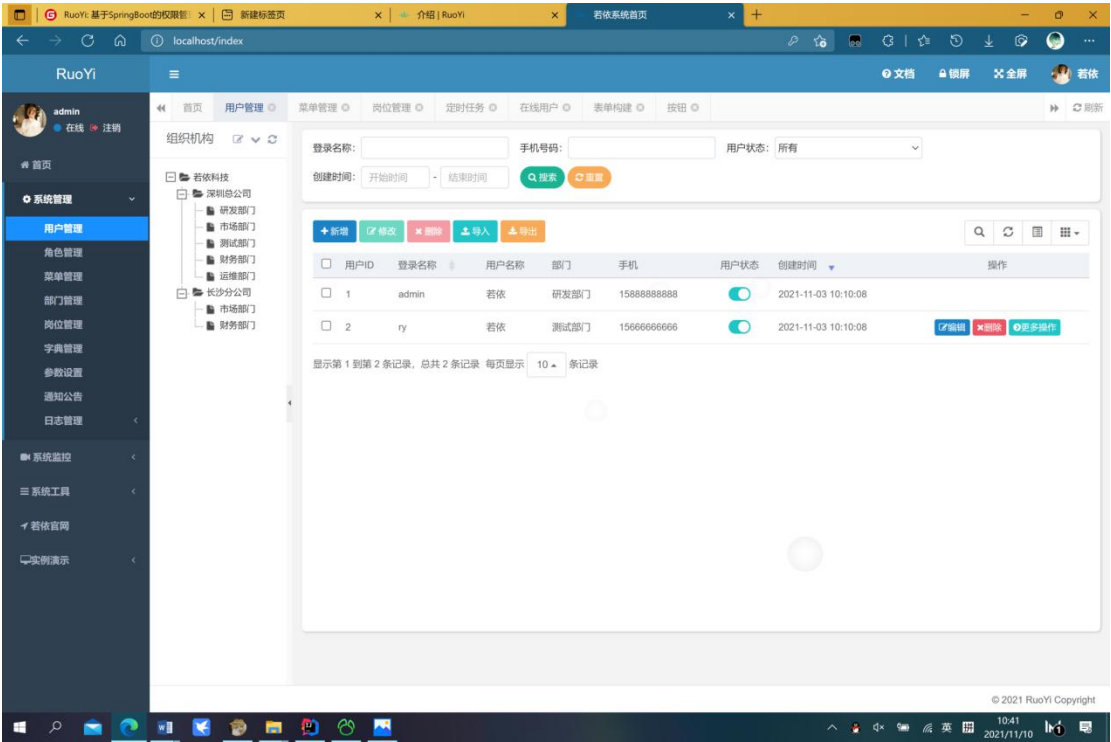 RuoYi: 基于SpringBoot的权限管
新建标签页
介绍 | RuoYi
若依系统首页
localhost/index
RuoYi
文档 锁屏 全屏 若依
admin
在线 注销
首页 用户管理 菜单管理 岗位管理 定时任务 在线用户 表单构建 按钮
刷新
首页
系统管理
用户管理
角色管理
菜单管理
部门管理
岗位管理
字典管理
参数设置
通知公告
日志管理
系统监控
系统工具
若依官网
实例演示
组织机构
若依科技
深圳总公司
研发部门
市场部门
测试部门
财务部门
运维部门
长沙分公司
市场部门
财务部门
登录名称: 手机号码: 用户状态: 所有
创建时间: 开始时间 - 结束时间 搜索 重置
新增 修改 删除 导入 导出
用户ID 登录名称 用户名称 部门 手机 用户状态 创建时间 操作
1 admin 若依 研发部门 15888888888 2021-11-03 10:10:08
2 ry 若依 测试部门 15666666666 2021-11-03 10:10:08 编辑 删除 更多操作
显示第 1 到第 2 条记录，总共 2 条记录 每页显示 10 条记录
© 2021 RuoYi Copyright
英 拼
10:41
2021/11/10